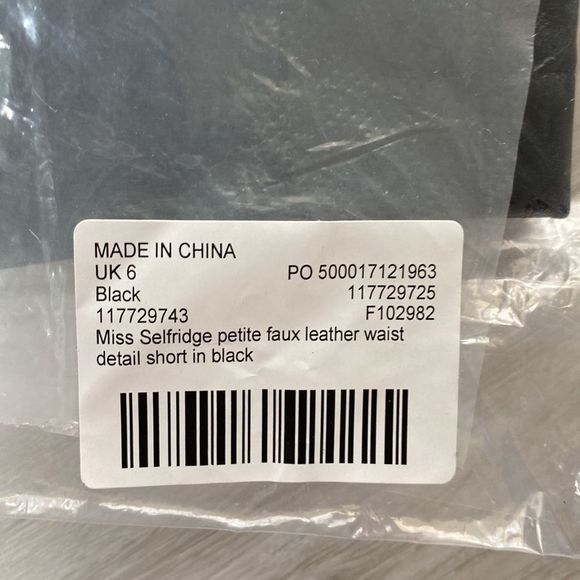 MADE IN CHINA
UK 6 PO 500017121963
Black 117729725
117729743 F102982
Miss Selfridge petite faux leather waist
detail short in black